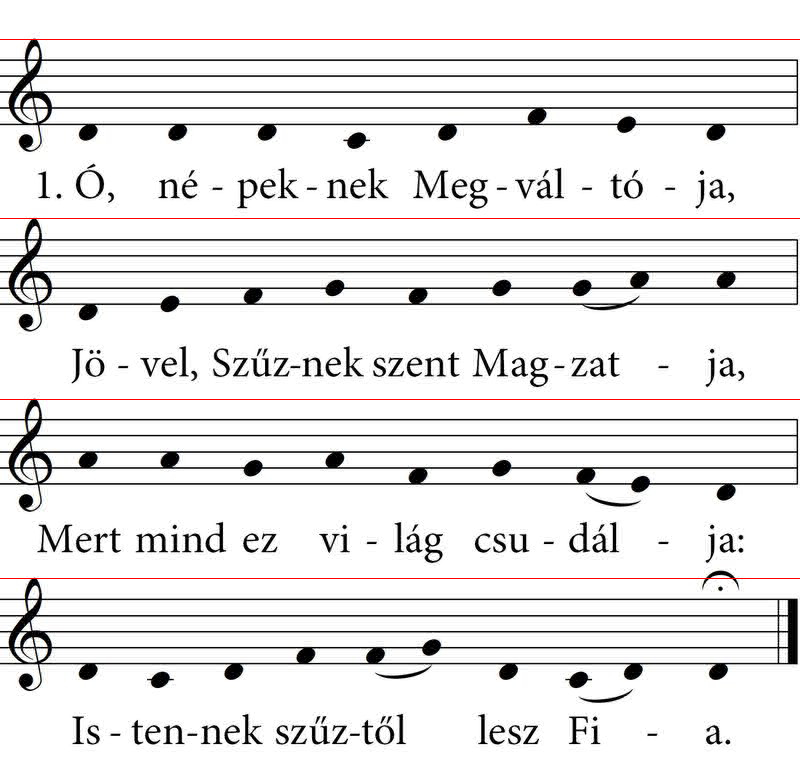 1. Ó, né - pek - nek Meg - vál - tó - ja,
Jö - vel, Szűz-nek szent Mag - zat - ja,
Mert mind ez vi - lág csu - dál - ja:
Is - ten-nek szűz-től lesz Fi - a.